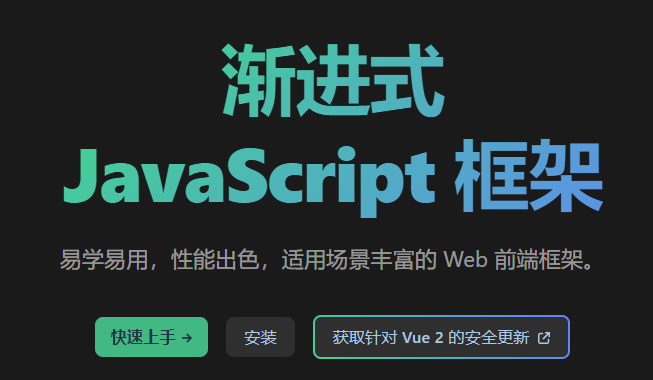 渐进式
JavaScript 框架
易学易用，性能出色，适用场景丰富的 Web 前端框架。
快速上手 →
安装
获取针对 Vue 2 的安全更新